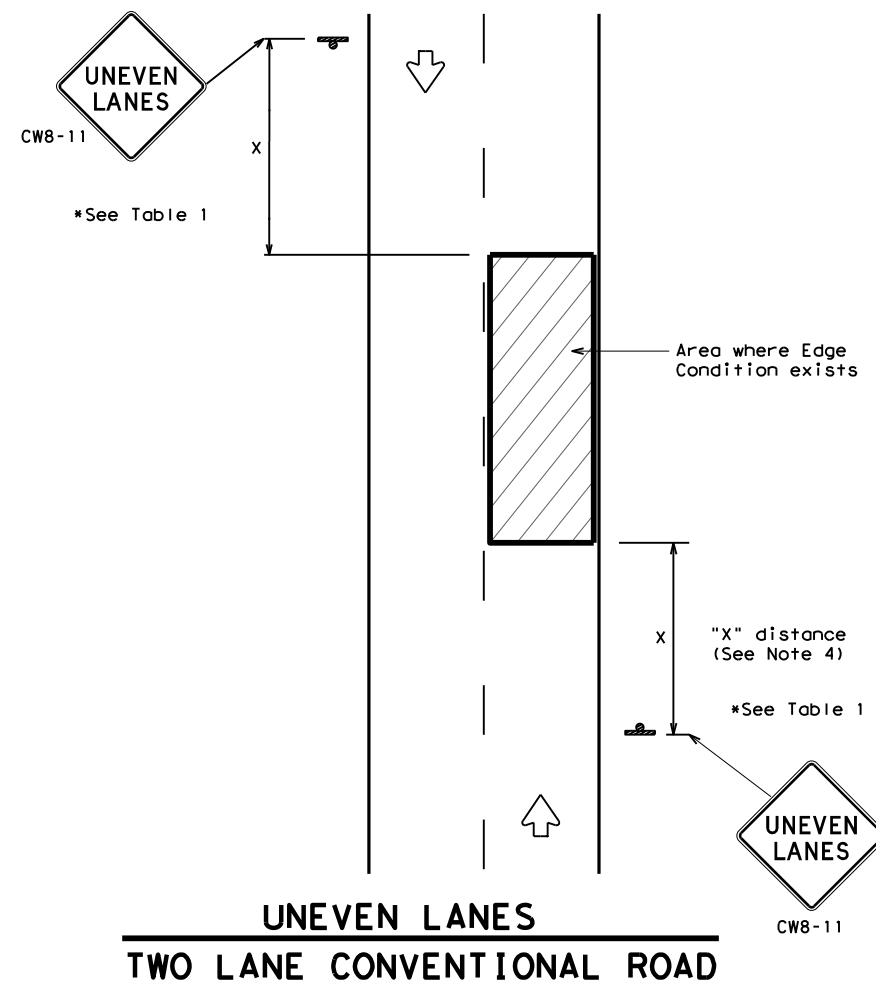 UNEVEN
LANES
CW8-11
X
*See Table 1
Area where Edge
Condition exists
X
"X" distance
(See Note 4)
*See Table 1
UNEVEN
LANES
CW8-11
UNEVEN LANES
TWO LANE CONVENTIONAL ROAD